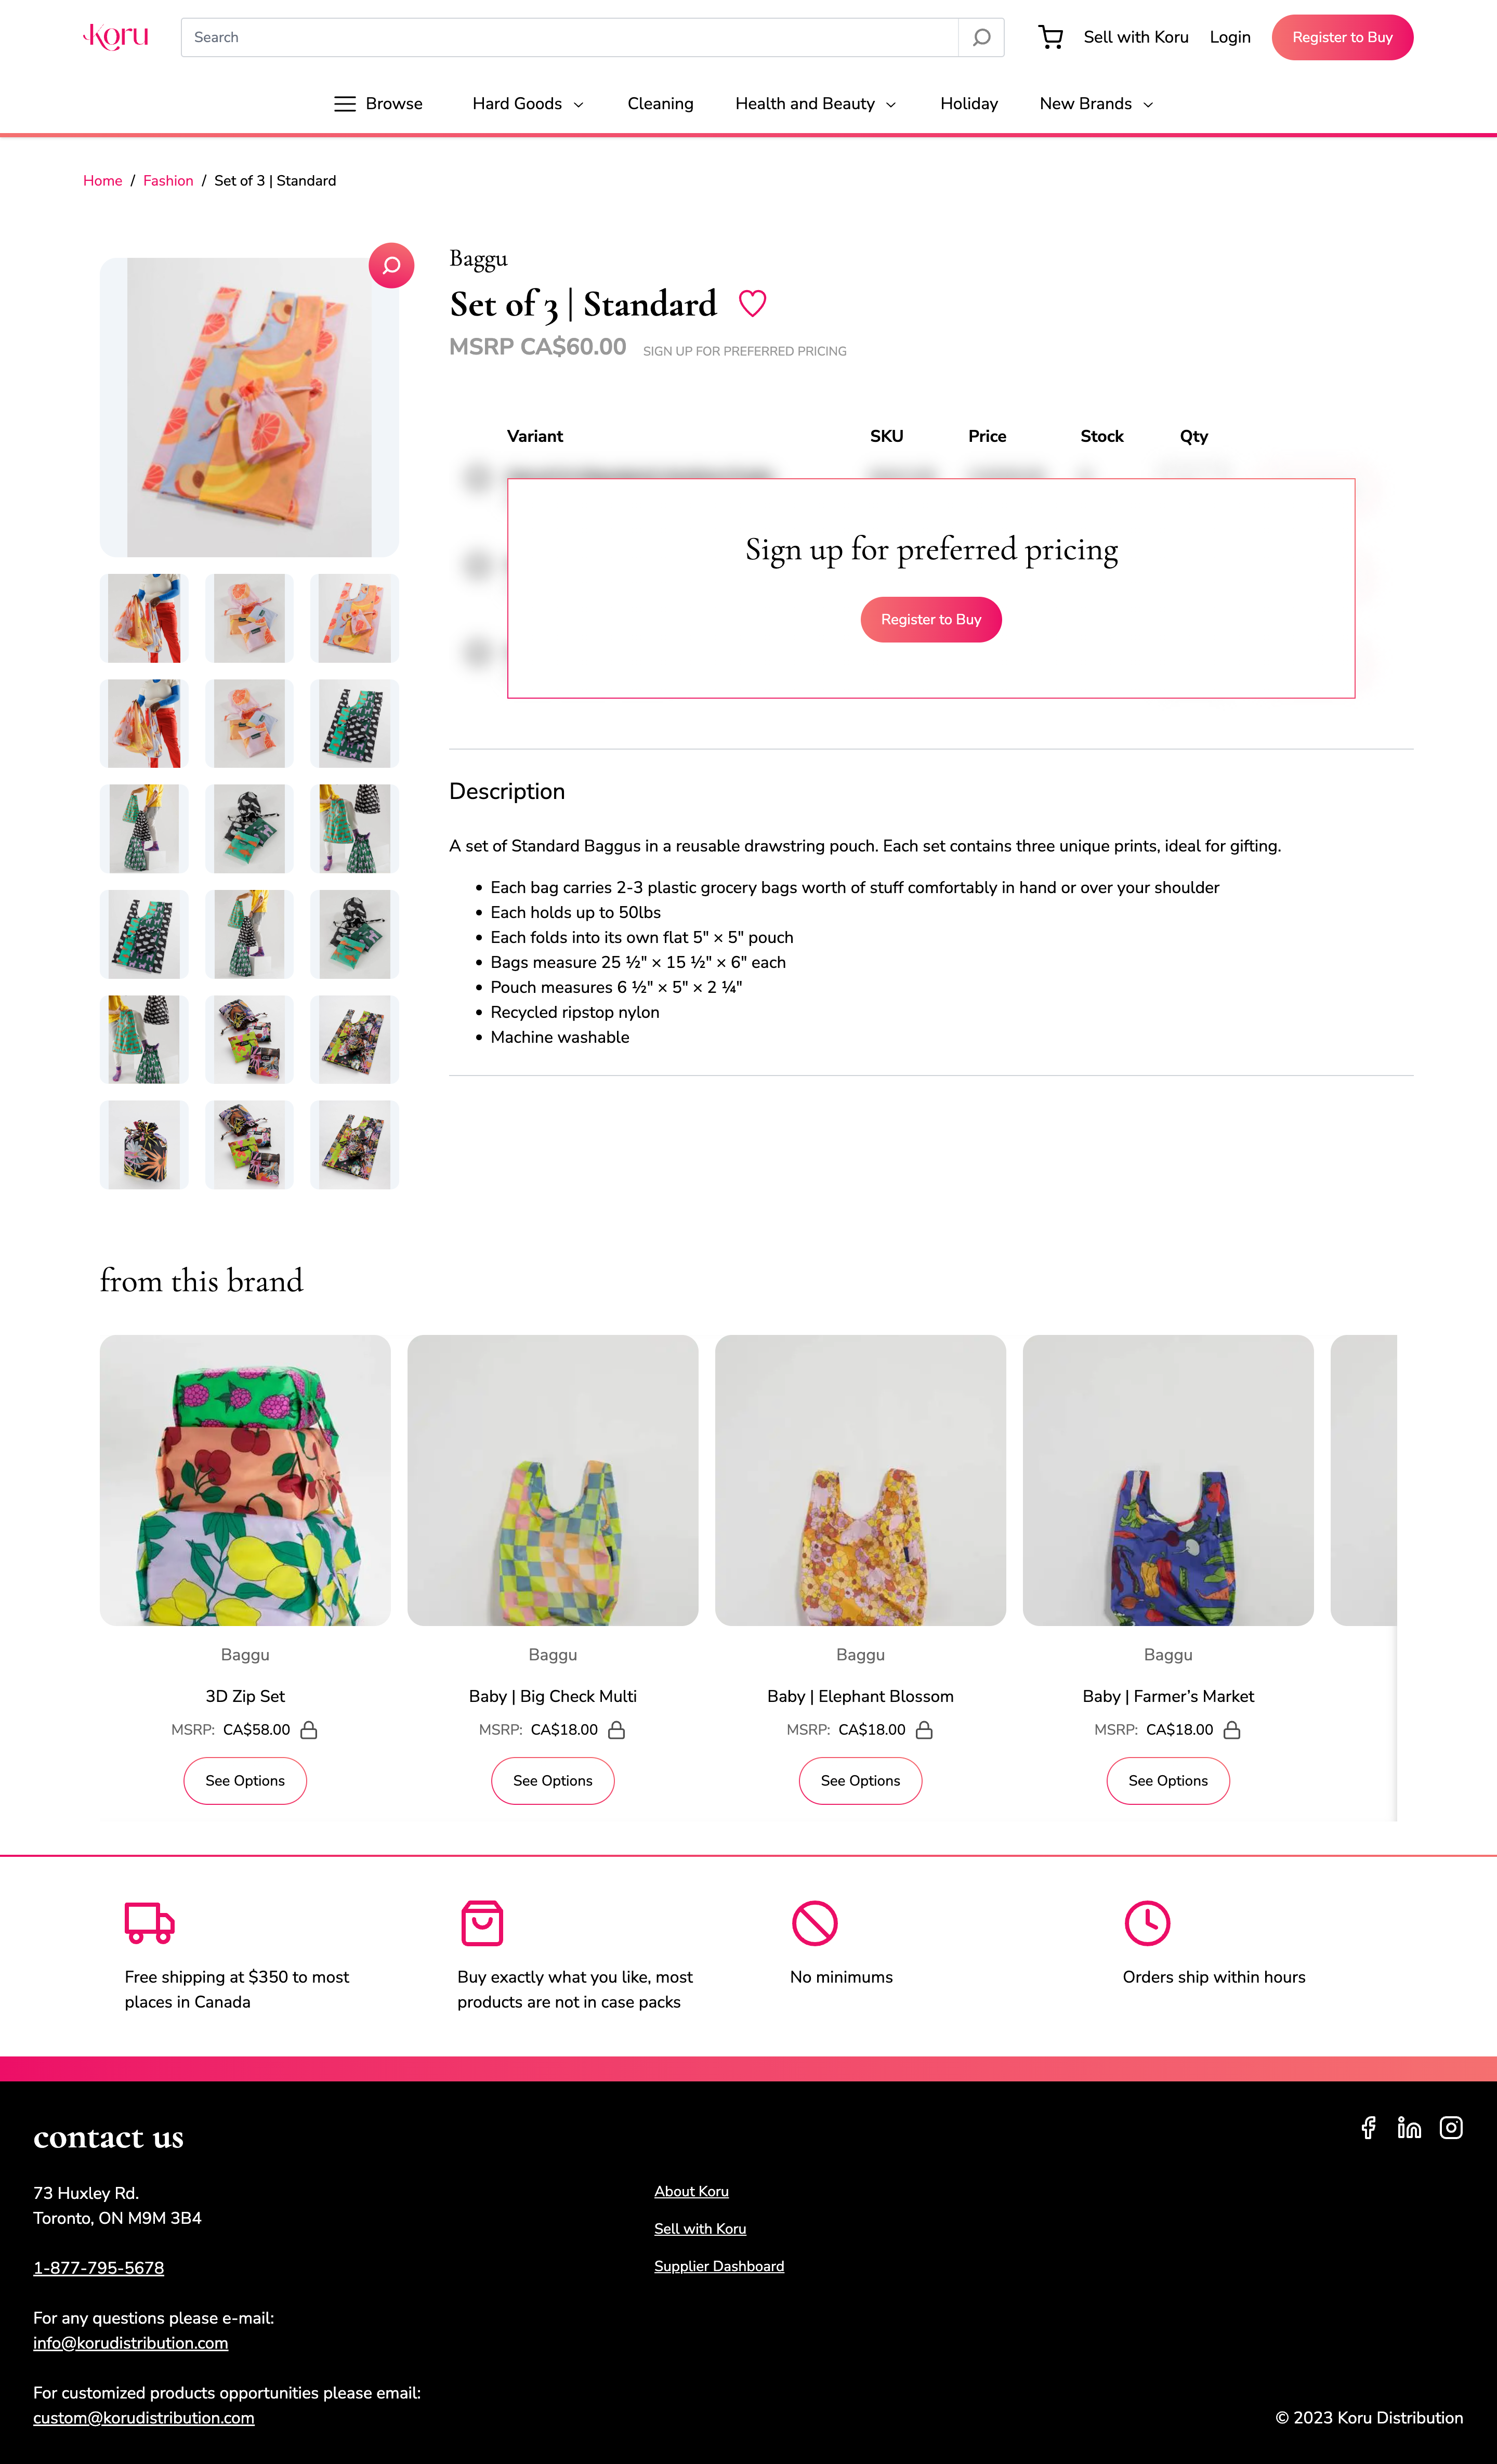 Koru
Search
Sell with Koru
Login
Register to Buy
Browse
Hard Goods
Cleaning
Health and Beauty
Holiday
New Brands
Home / Fashion / Set of 3 | Standard
Baggu
Set of 3 | Standard
MSRP CA$60.00 SIGN UP FOR PREFERRED PRICING
Variant SKU Price Stock Qty
Sign up for preferred pricing
Register to Buy
Description
A set of Standard Baggus in a reusable drawstring pouch. Each set contains three unique prints, ideal for gifting.
• Each bag carries 2-3 plastic grocery bags worth of stuff comfortably in hand or over your shoulder
• Each holds up to 50lbs
• Each folds into its own flat 5" × 5" pouch
• Bags measure 25 ½" × 15 ½" × 6" each
• Pouch measures 6 ½" × 5" × 2 ¼"
• Recycled ripstop nylon
• Machine washable
from this brand
Baggu
3D Zip Set
MSRP: CA$58.00
See Options
Baggu
Baby | Big Check Multi
MSRP: CA$18.00
See Options
Baggu
Baby | Elephant Blossom
MSRP: CA$18.00
See Options
Baggu
Baby | Farmer’s Market
MSRP: CA$18.00
See Options
Free shipping at $350 to most
places in Canada
Buy exactly what you like, most
products are not in case packs
No minimums
Orders ship within hours
contact us
73 Huxley Rd.
Toronto, ON M9M 3B4
1-877-795-5678
For any questions please e-mail:
info@korudistribution.com
For customized products opportunities please email:
custom@korudistribution.com
About Koru
Sell with Koru
Supplier Dashboard
© 2023 Koru Distribution